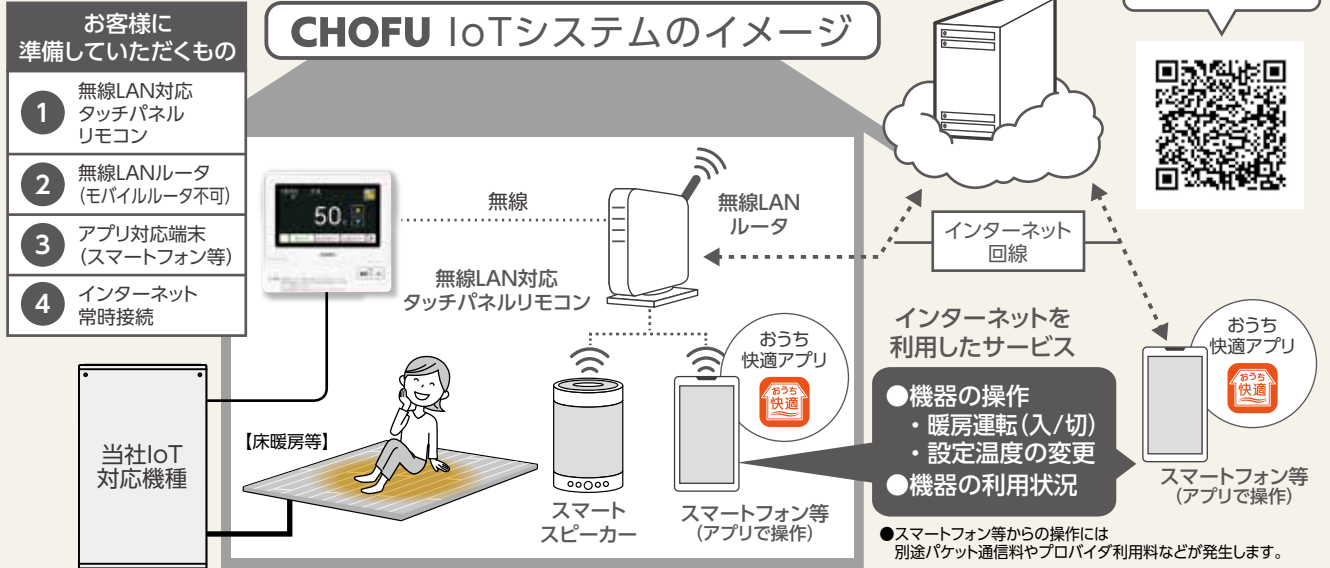 お客様に
準備していただくもの
1
無線LAN対応
タッチパネル
リモコン
2
無線LANルータ
(モバイルルータ不可)
3
アプリ対応端末
(スマートフォン等)
4
インターネット
常時接続
CHOFU IoTシステムのイメージ
50
無線
無線LAN
ルータ
無線LAN対応
タッチパネルリモコン
インターネット
回線
当社IoT
対応機種
【床暖房等】
スマート
スピーカー
おうち
快適アプリ
おうち
快適
スマートフォン等
(アプリで操作)
インターネットを
利用したサービス
●機器の操作
・暖房運転(入/切)
・設定温度の変更
●機器の利用状況
おうち
快適アプリ
おうち
快適
スマートフォン等
(アプリで操作)
●スマートフォン等からの操作には
別途パケット通信料やプロバイダ利用料などが発生します。